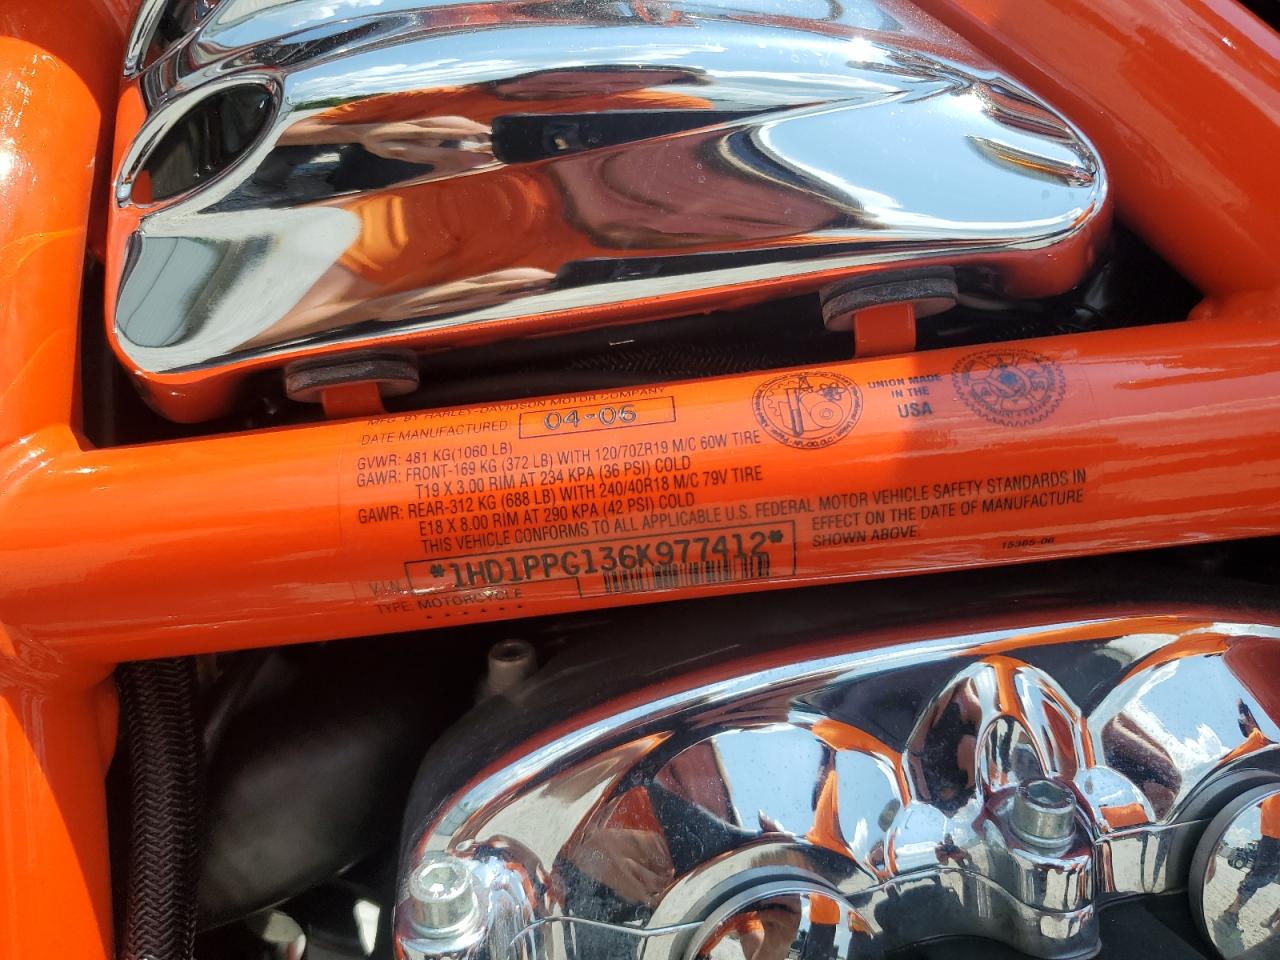 MFG BY HARLEY-DAVIDSON MOTOR COMPANY
DATE MANUFACTURED 04-06
GVWR: 481 KG(1060 LB)
GAWR: FRONT-169 KG (372 LB) WITH 120/70ZR19 M/C 60W TIRE
T19 X 3.00 RIM AT 234 KPA (36 PSI) COLD
GAWR: REAR-312 KG (688 LB) WITH 240/40R18 M/C 79V TIRE
E18 X 8.00 RIM AT 290 KPA (42 PSI) COLD
THIS VEHICLE CONFORMS TO ALL APPLICABLE U.S. FEDERAL MOTOR VEHICLE SAFETY STANDARDS IN
EFFECT ON THE DATE OF MANUFACTURE
SHOWN ABOVE.
VIN *1HD1PPG136K977412*
TYPE: MOTORCYCLE
15365-06
UNION MADE
IN THE
USA